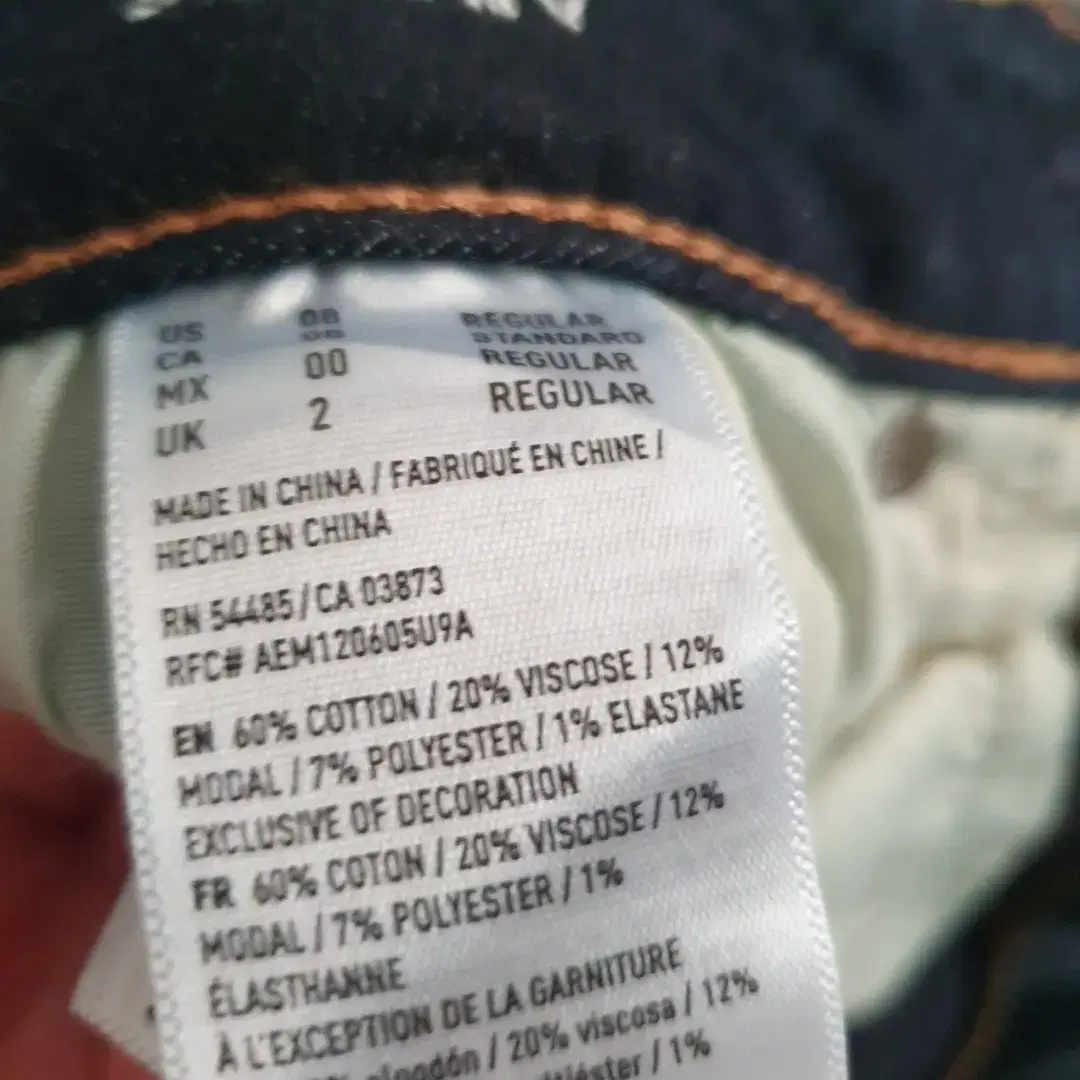 US 00 REGULAR
CA 00 STANDARD
MX 00 REGULAR
UK 2 REGULAR
MADE IN CHINA / FABRIQUÉ EN CHINE /
HECHO EN CHINA
RN 54485 / CA 03873
RFC# AEM120605U9A
EN 60% COTTON / 20% VISCOSE / 12%
MODAL / 7% POLYESTER / 1% ELASTANE
EXCLUSIVE OF DECORATION
FR 60% COTON / 20% VISCOSE / 12%
MODAL / 7% POLYESTER / 1%
ÉLASTHANNE
À L'EXCEPTION DE LA GARNITURE
algodón / 20% viscosa / 12%
/ 1%